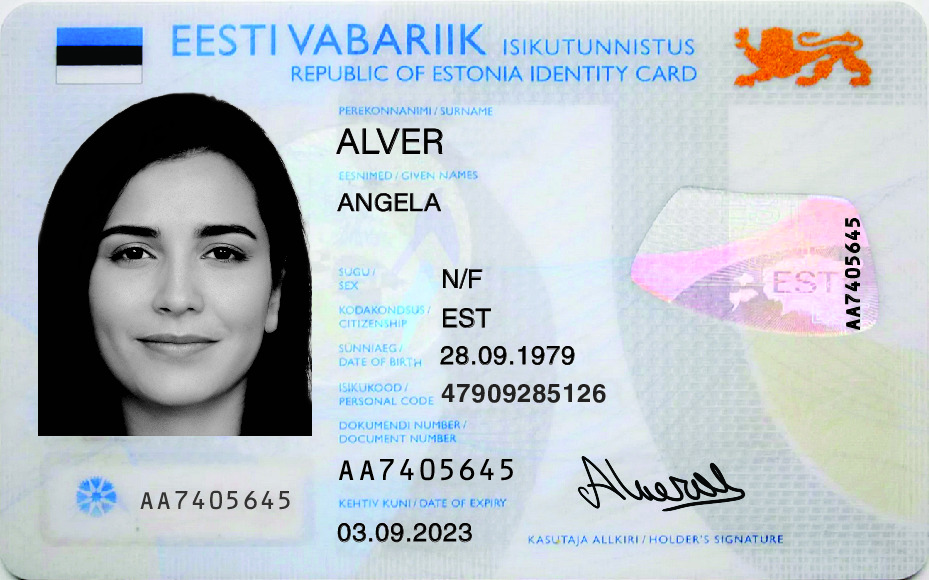 EESTI VABARIIK ISIKUTUNNISTUS
REPUBLIC OF ESTONIA IDENTITY CARD
PEREKONNANIMI / SURNAME
ALVER
EESNIMED / GIVEN NAMES
ANGELA
SUGU /
SEX
N/F
KODAKONDSUS /
CITIZENSHIP
EST
SÜNNIAEG /
DATE OF BIRTH
28.09.1979
ISIKUKOOD /
PERSONAL CODE
47909285126
DOKUMENDI NUMBER /
DOCUMENT NUMBER
AA7405645
KEHTIV KUNI / DATE OF EXPIRY
03.09.2023
AA7405645
EST
AA7405645
KASUTAJA ALLKIRI / HOLDER'S SIGNATURE